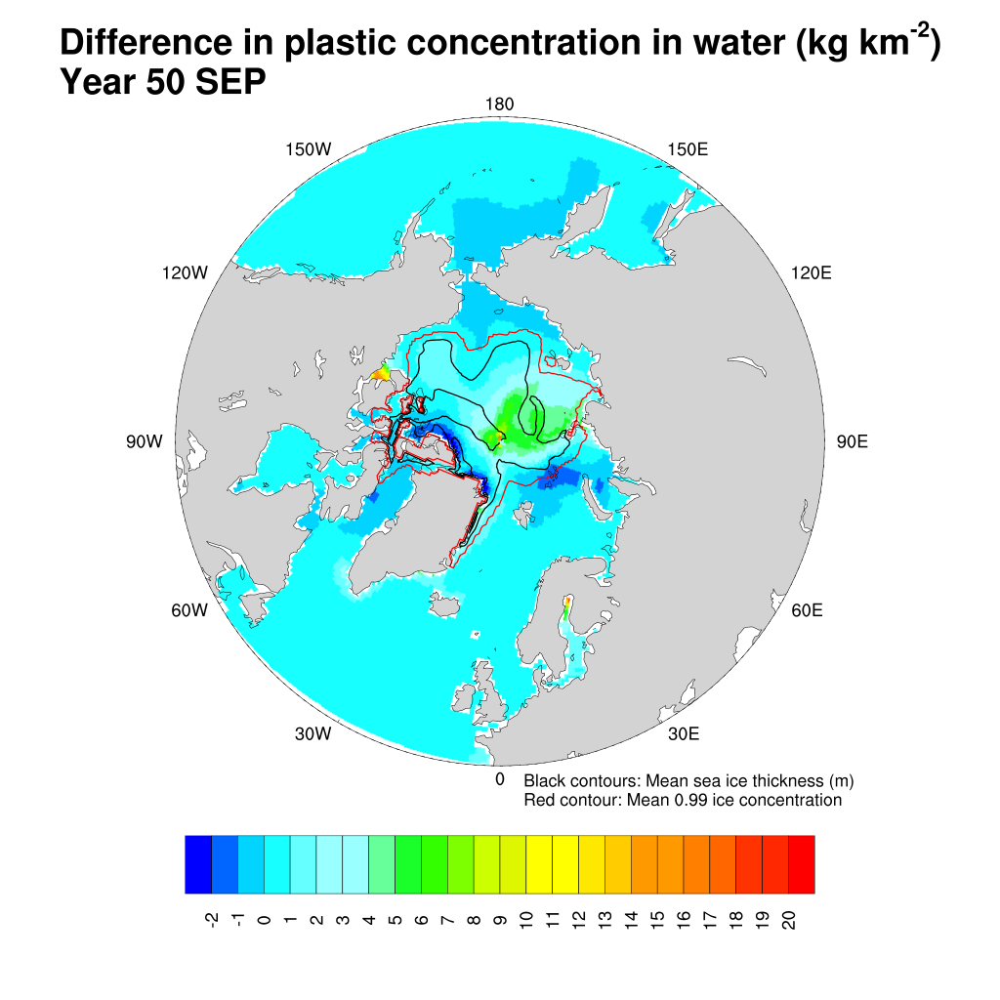 Difference in plastic concentration in water (kg km-2)
Year 50 SEP
180
150W
150E
120W
120E
90W
90E
60W
60E
30W
30E
0
Black contours: Mean sea ice thickness (m)
Red contour: Mean 0.99 ice concentration
-2 -1 0 1 2 3 4 5 6 7 8 9 10 11 12 13 14 15 16 17 18 19 20